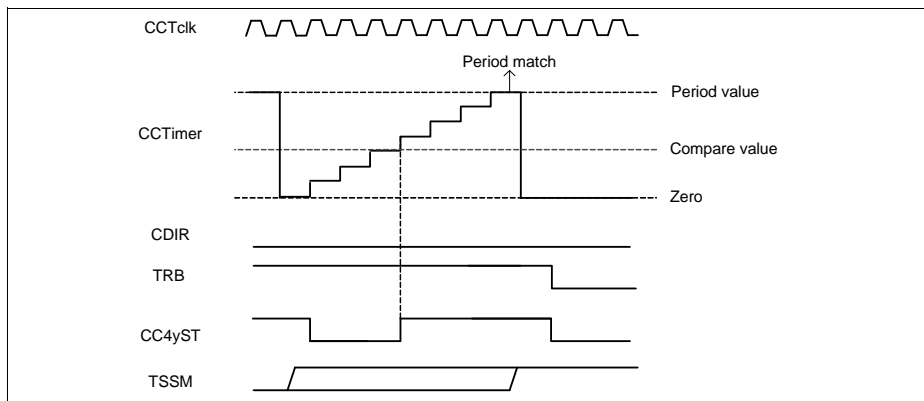 CCTclk
Period match
Period value
CCTimer
Compare value
Zero
CDIR
TRB
CC4yST
TSSM